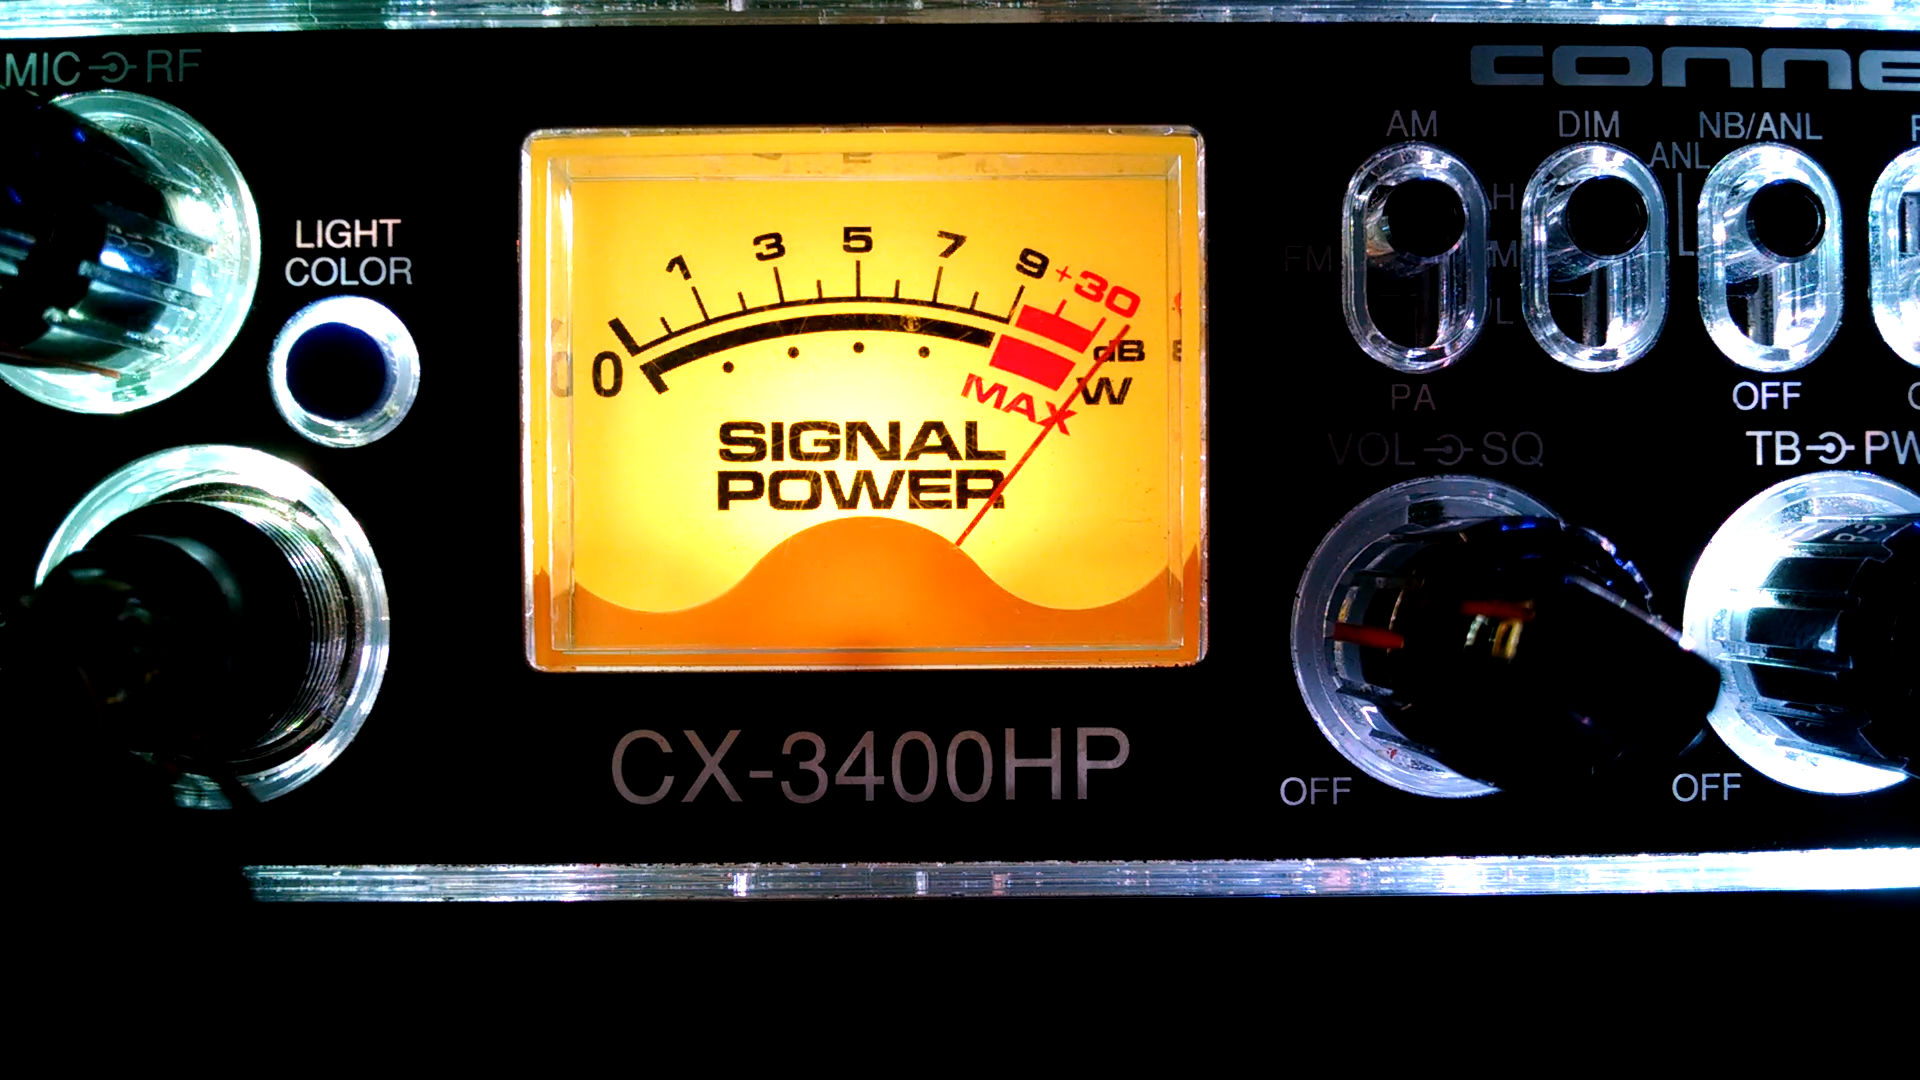 MIC RF
CONNE
AM DIM NB/ANL
ANL
LIGHT
COLOR
FM
1 3 5 7 9 +30
0 dB
MAX W
SIGNAL
POWER
PA OFF
VOL SQ TB PW
CX-3400HP
OFF OFF